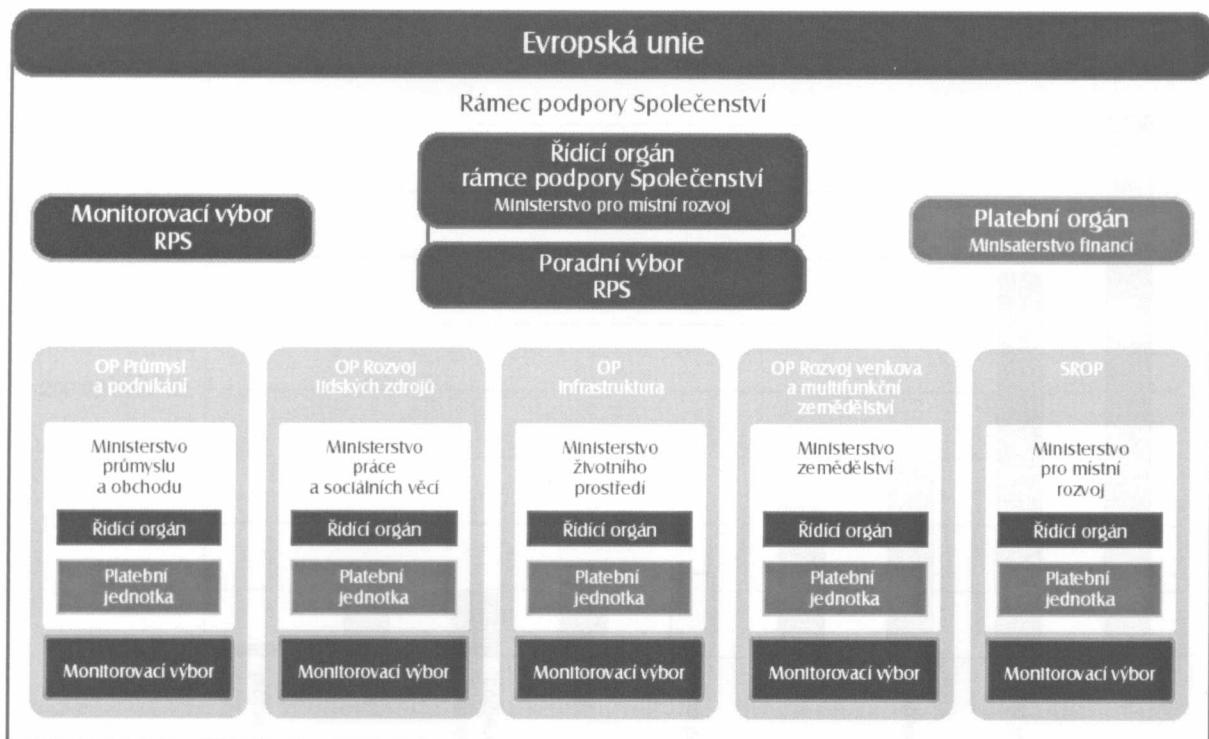 Evropská unie
Rámec podpory Společenství
Řídící orgán
rámce podpory Společenství
Ministerstvo pro místní rozvoj
Monitorovací výbor
RPS
Platební orgán
Minisaterstvo financí
Poradní výbor
RPS
OP Průmysl
a podnikání
Ministerstvo
průmyslu
a obchodu
Řídící orgán
Platební
jednotka
Monitorovací výbor
OP Rozvoj
lidských zdrojů
Ministerstvo
práce
a sociálních věcí
Řídící orgán
Platební
jednotka
Monitorovací výbor
OP
Infrastruktura
Ministerstvo
životního
prostředí
Řídící orgán
Platební
jednotka
Monitorovací výbor
OP Rozvoj venkova
a multifunkční
zemědělství
Ministerstvo
zemědělství
Řídící orgán
Platební
jednotka
Monitorovací výbor
SROP
Ministerstvo
pro místní
rozvoj
Řídící orgán
Platební
jednotka
Monitorovací výbor